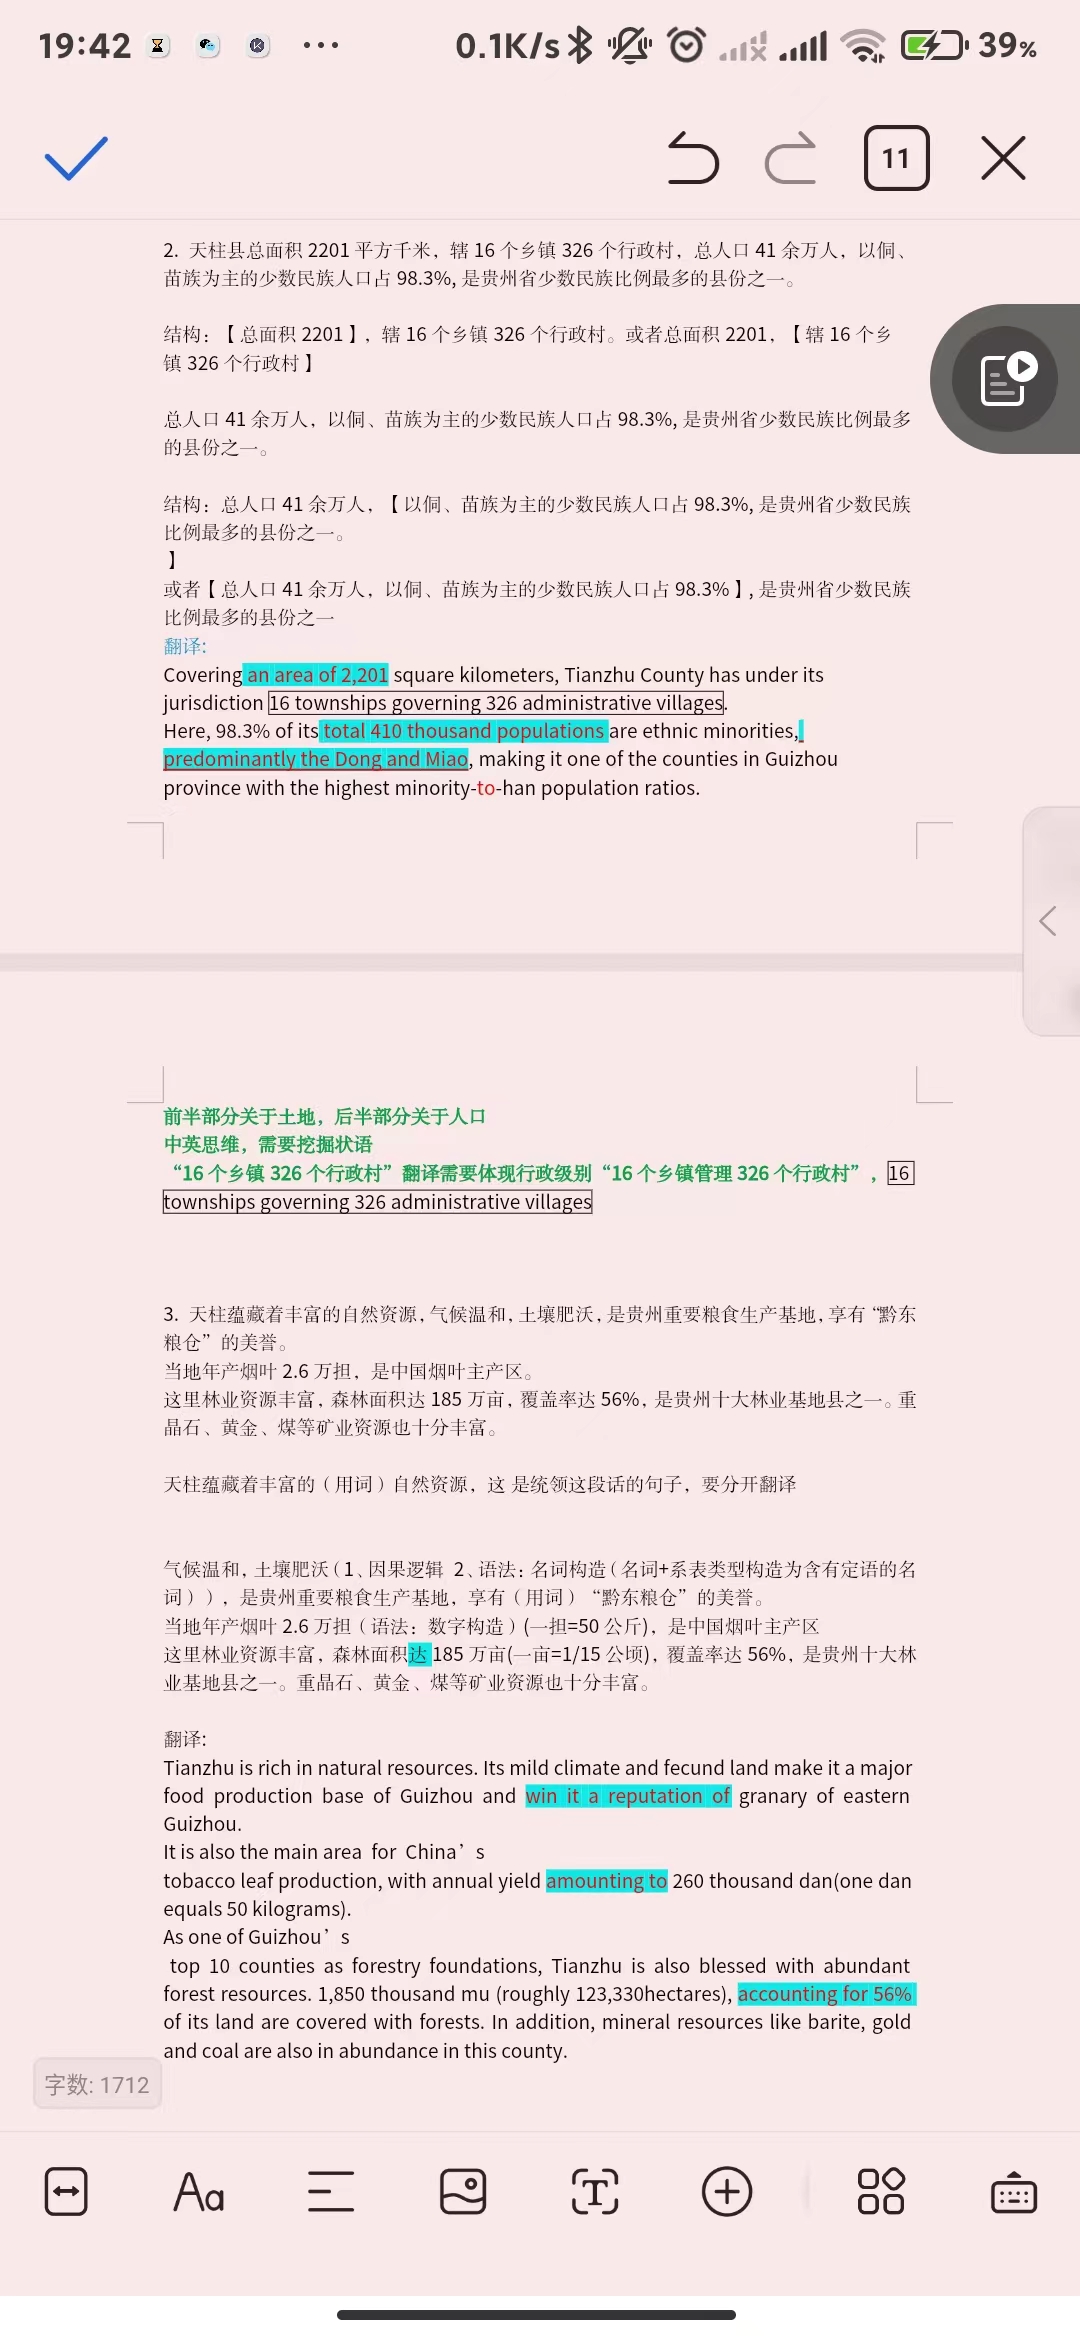 19:42
0.1K/s
39%
11
2. 天柱县总面积 2201 平方千米，辖 16 个乡镇 326 个行政村，总人口 41 余万人，以侗、
苗族为主的少数民族人口占 98.3%, 是贵州省少数民族比例最多的县份之一。
结构：【总面积 2201】，辖 16 个乡镇 326 个行政村。或者总面积 2201，【辖 16 个乡
镇 326 个行政村】
总人口 41 余万人，以侗、苗族为主的少数民族人口占 98.3%, 是贵州省少数民族比例最多
的县份之一。
结构：总人口 41 余万人，【以侗、苗族为主的少数民族人口占 98.3%, 是贵州省少数民族
比例最多的县份之一。
】
或者【总人口 41 余万人，以侗、苗族为主的少数民族人口占 98.3%】, 是贵州省少数民族
比例最多的县份之一
翻译:
Covering an area of 2,201 square kilometers, Tianzhu County has under its
jurisdiction 16 townships governing 326 administrative villages.
Here, 98.3% of its total 410 thousand populations are ethnic minorities,
predominantly the Dong and Miao, making it one of the counties in Guizhou
province with the highest minority-to-han population ratios.
前半部分关于土地，后半部分关于人口
中英思维，需要挖掘状语
“16 个乡镇 326 个行政村”翻译需要体现行政级别“16 个乡镇管理 326 个行政村”，16
townships governing 326 administrative villages
3. 天柱蕴藏着丰富的自然资源,气候温和,土壤肥沃,是贵州重要粮食生产基地,享有“黔东
粮仓”的美誉。
当地年产烟叶 2.6 万担，是中国烟叶主产区。
这里林业资源丰富，森林面积达 185 万亩,覆盖率达 56%，是贵州十大林业基地县之一。重
晶石、黄金、煤等矿业资源也十分丰富。
天柱蕴藏着丰富的（用词）自然资源，这 是统领这段话的句子，要分开翻译
气候温和,土壤肥沃（1、因果逻辑 2、语法：名词构造（名词+系表类型构造为含有定语的名
词）），是贵州重要粮食生产基地，享有（用词）“黔东粮仓”的美誉。
当地年产烟叶 2.6 万担（语法：数字构造）(一担=50 公斤)，是中国烟叶主产区
这里林业资源丰富，森林面积达 185 万亩(一亩=1/15 公顷)，覆盖率达 56%，是贵州十大林
业基地县之一。重晶石、黄金、煤等矿业资源也十分丰富。
翻译:
Tianzhu is rich in natural resources. Its mild climate and fecund land make it a major
food production base of Guizhou and win it a reputation of granary of eastern
Guizhou.
It is also the main area for China’s
tobacco leaf production, with annual yield amounting to 260 thousand dan(one dan
equals 50 kilograms).
As one of Guizhou’s
top 10 counties as forestry foundations, Tianzhu is also blessed with abundant
forest resources. 1,850 thousand mu (roughly 123,330hectares), accounting for 56%
of its land are covered with forests. In addition, mineral resources like barite, gold
and coal are also in abundance in this county.
字数: 1712
Aa
T